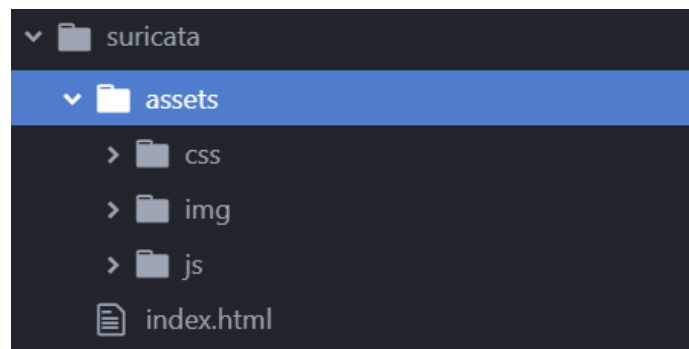 suricata
assets
css
img
js
index.html